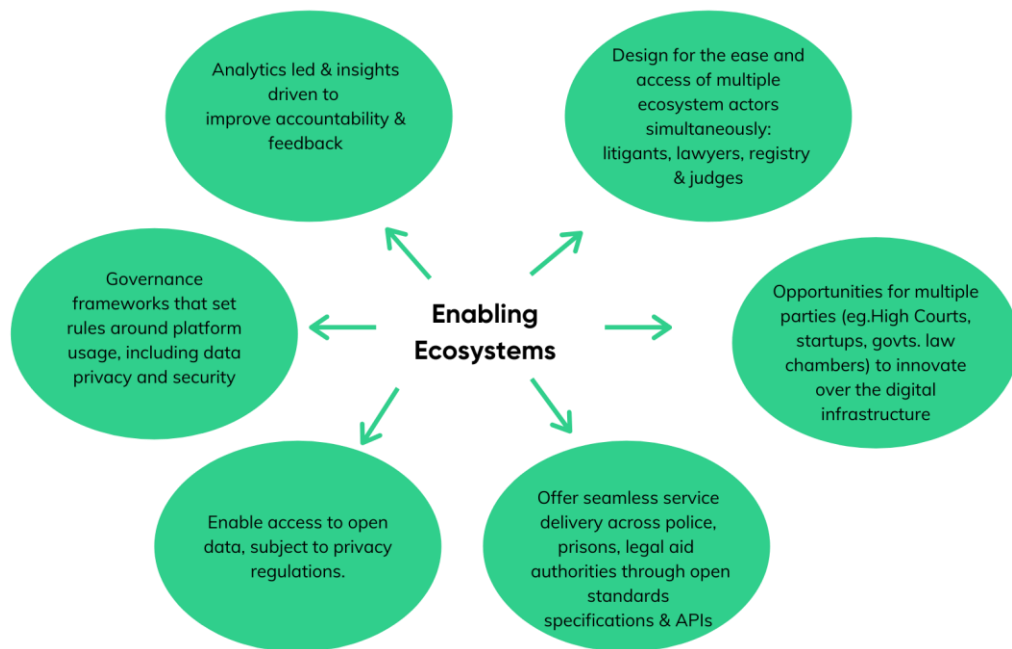 Analytics led & insights
driven to
improve accountability &
feedback
Design for the ease and
access of multiple
ecosystem actors
simultaneously:
litigants, lawyers, registry
& judges
Governance
frameworks that set
rules around platform
usage, including data
privacy and security
Enabling
Ecosystems
Opportunities for multiple
parties (eg.High Courts,
startups, govts. law
chambers) to innovate
over the digital
infrastructure
Enable access to open
data, subject to privacy
regulations.
Offer seamless service
delivery across police,
prisons, legal aid
authorities through open
standards
specifications & APIs